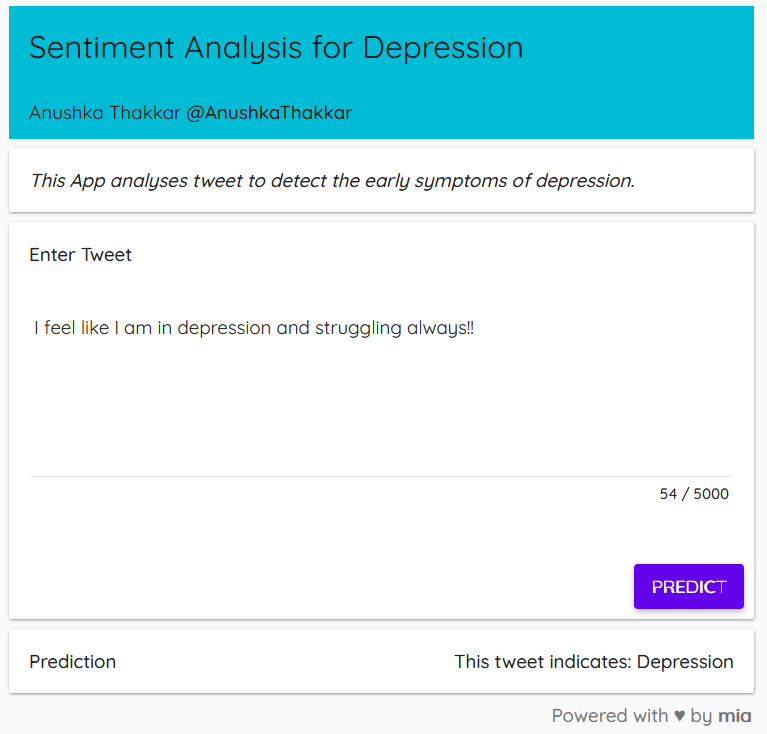 Sentiment Analysis for Depression
Anushka Thakkar @AnushkaThakkar
This App analyses tweet to detect the early symptoms of depression.
Enter Tweet
I feel like I am in depression and struggling always!!
54 / 5000
PREDICT
Prediction This tweet indicates: Depression
Powered with ♥ by mia